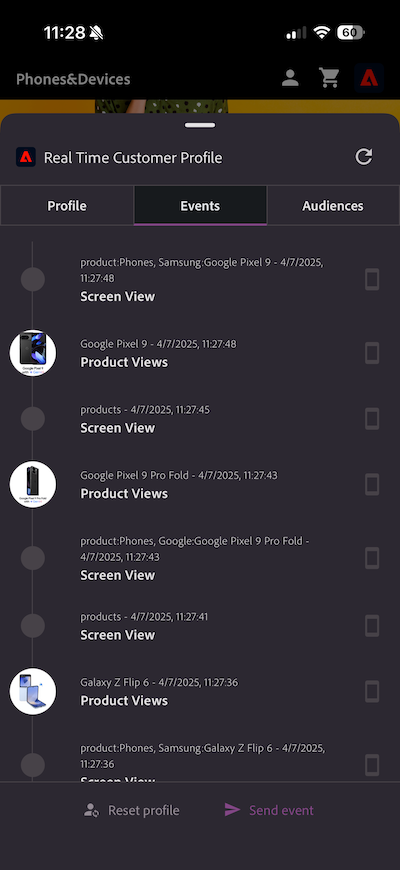 11:28
60
Phones&Devices
Real Time Customer Profile
Profile
Events
Audiences
product:Phones, Samsung:Google Pixel 9 - 4/7/2025,
11:27:48
Screen View
Google Pixel 9 - 4/7/2025, 11:27:48
Product Views
products - 4/7/2025, 11:27:45
Screen View
Google Pixel 9 Pro Fold - 4/7/2025, 11:27:43
Product Views
product:Phones, Google:Google Pixel 9 Pro Fold -
4/7/2025, 11:27:43
Screen View
products - 4/7/2025, 11:27:41
Screen View
Galaxy Z Flip 6 - 4/7/2025, 11:27:36
Product Views
product:Phones, Samsung:Galaxy Z Flip 6 - 4/7/2025,
11:27:36
Screen View
Reset profile
Send event